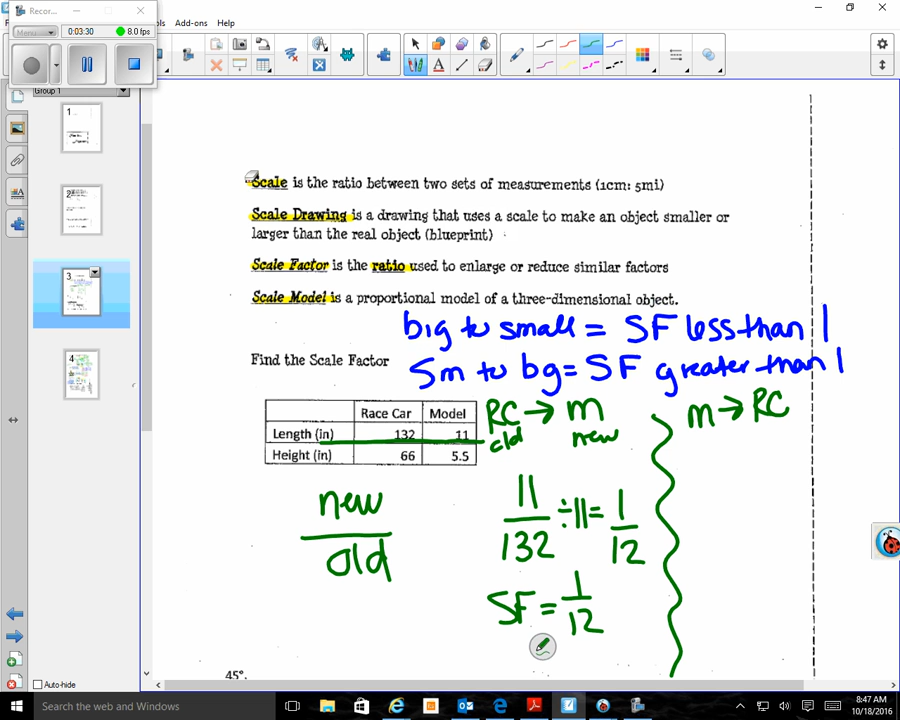 Recor...
Menu
0:03:30
8.0 fps
ols Add-ons Help
Group 1
1
2
3
4
Scale is the ratio between two sets of measurements (1cm: 5mi)
Scale Drawing is a drawing that uses a scale to make an object smaller or
larger than the real object (blueprint)
Scale Factor is the ratio used to enlarge or reduce similar factors
Scale Model is a proportional model of a three-dimensional object.
big to small = SF less than 1
Sm to bg = SF greater than 1
Find the Scale Factor
Race Car Model
Length (in) 132 11
Height (in) 66 5.5
RC → m
old new
m → RC
new
old
11/132 ÷ 11 = 1/12
SF = 1/12
45°.
Auto-hide
Search the web and Windows
8:47 AM
10/18/2016